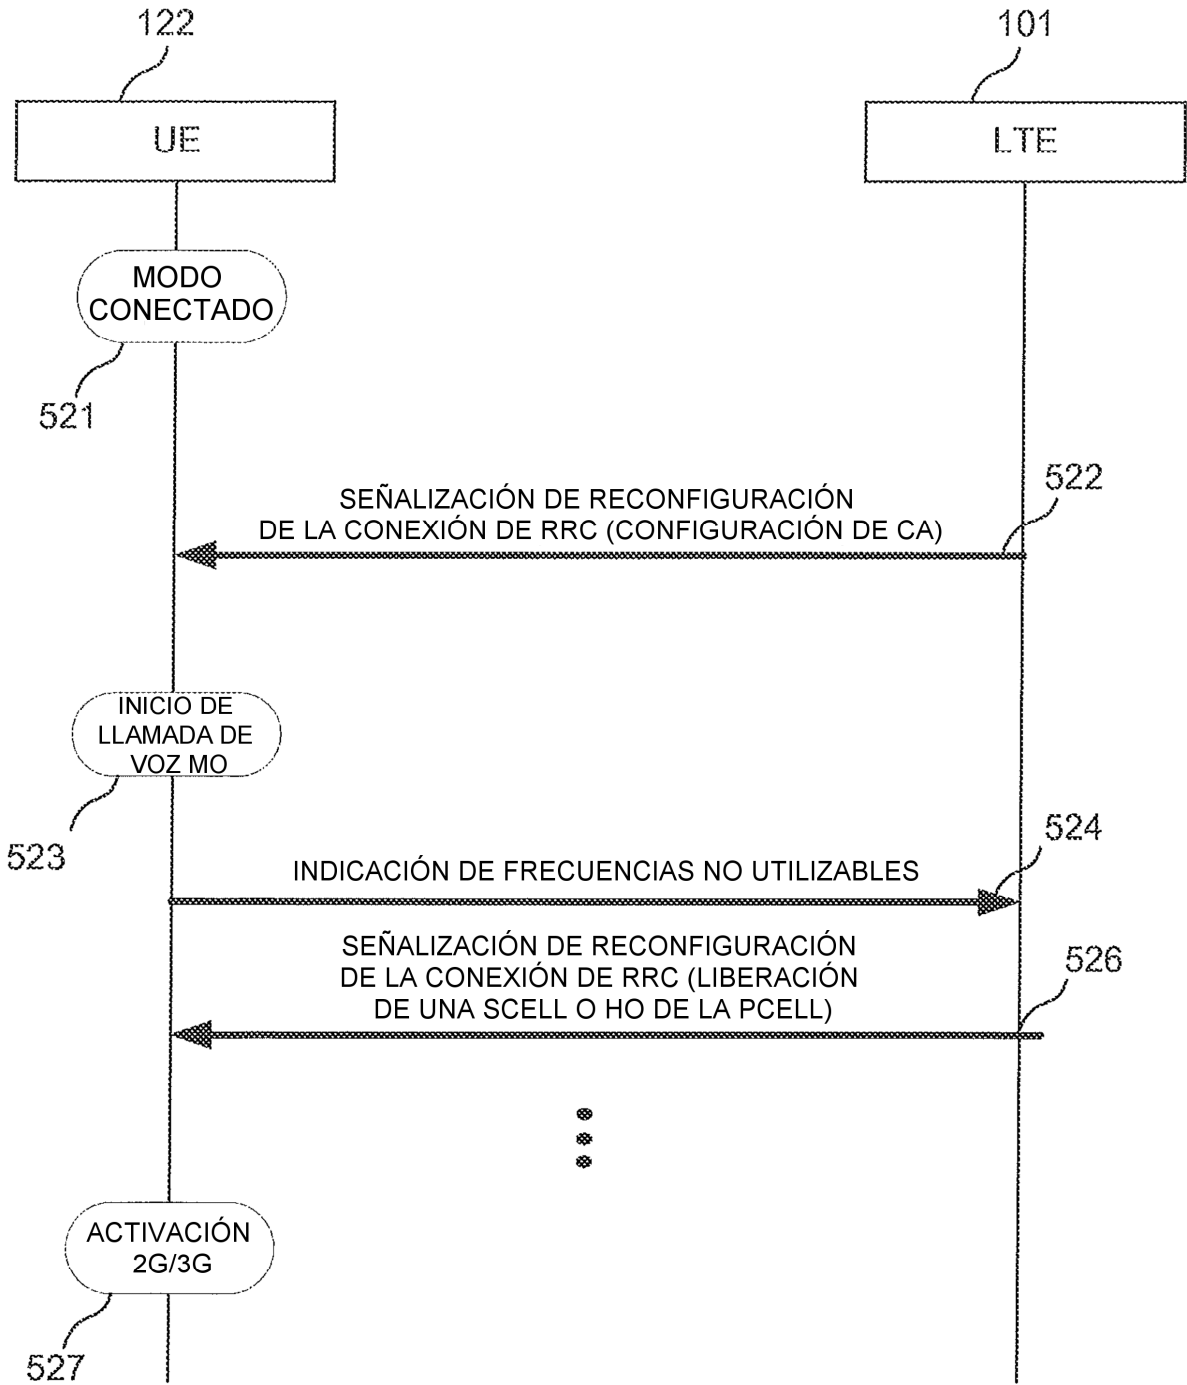 122
101
UE
LTE
MODO
CONECTADO
521
522
SEÑALIZACIÓN DE RECONFIGURACIÓN
DE LA CONEXIÓN DE RRC (CONFIGURACIÓN DE CA)
INICIO DE
LLAMADA DE
VOZ MO
523
524
INDICACIÓN DE FRECUENCIAS NO UTILIZABLES
SEÑALIZACIÓN DE RECONFIGURACIÓN
DE LA CONEXIÓN DE RRC (LIBERACIÓN
DE UNA SCELL O HO DE LA PCELL)
526
ACTIVACIÓN
2G/3G
527